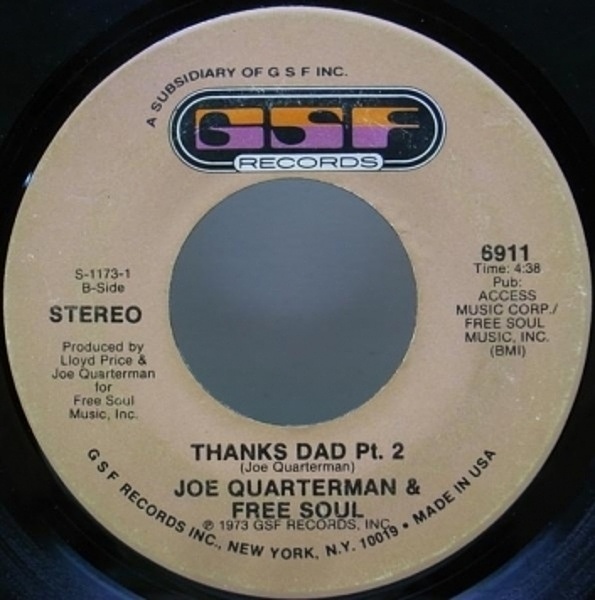 A SUBSIDIARY OF G S F INC.
GSF
RECORDS
S-1173-1
B-Side
STEREO
Produced by
Lloyd Price &
Joe Quarterman
for
Free Soul
Music, Inc.
6911
Time: 4:38
Pub:
ACCESS
MUSIC CORP./
FREE SOUL
MUSIC, INC.
(BMI)
THANKS DAD Pt. 2
(Joe Quarterman)
JOE QUARTERMAN &
FREE SOUL
℗ 1973 GSF RECORDS, INC.
G S F RECORDS INC., NEW YORK, N.Y. 10019 • MADE IN USA